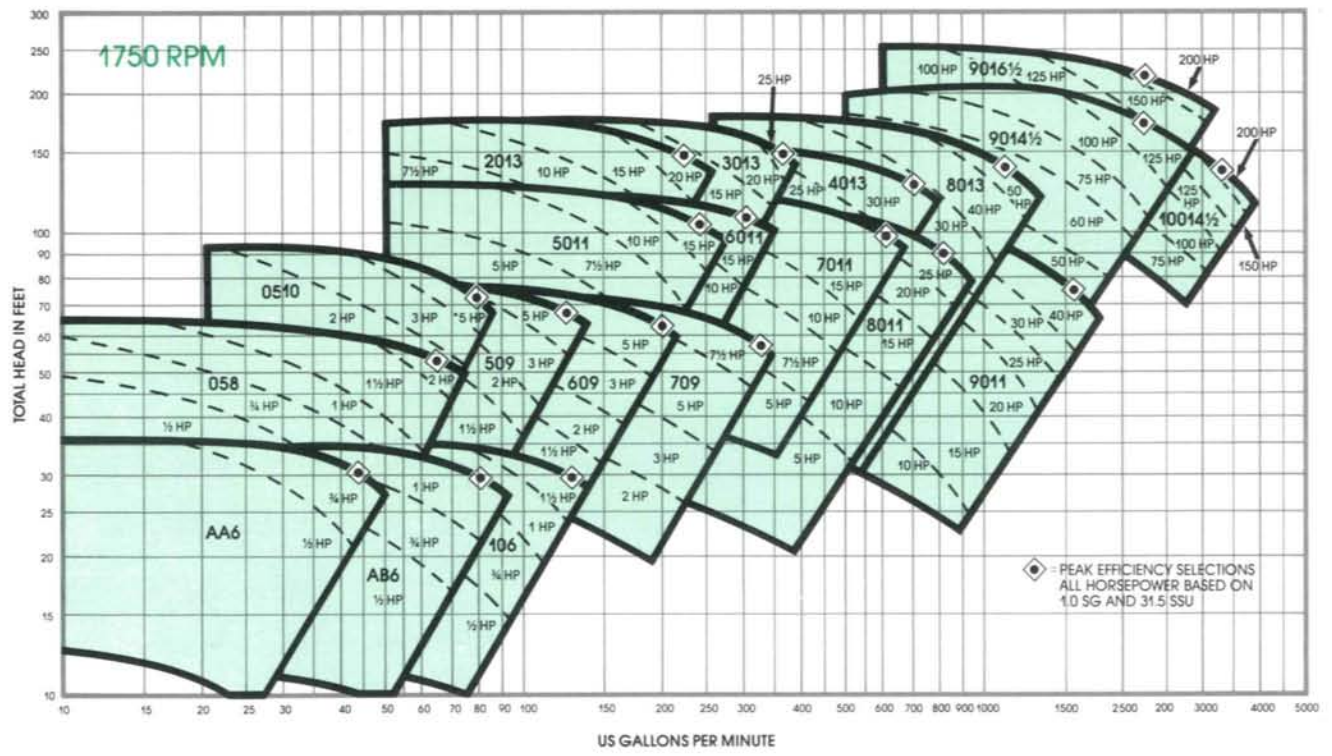 300
250
200
150
100
90
80
70
60
50
40
30
25
20
15
10
TOTAL HEAD IN FEET
1750 RPM
100 HP 9016½ 125 HP 150 HP 200 HP
9014½ 100 HP 125 HP 75 HP 60 HP 50 HP
200 HP
125 HP
10014½
100 HP
75 HP
150 HP
25 HP
2013 7½ HP 10 HP 15 HP 20 HP
3013 20 HP 15 HP
4013 25 HP 30 HP
8013 50 HP 40 HP 30 HP
5011 5 HP 7½ HP 10 HP 15 HP
6011 15 HP 10 HP
7011 15 HP 10 HP 7½ HP
8011 25 HP 20 HP 15 HP 10 HP 5 HP
9011 40 HP 30 HP 25 HP 20 HP 15 HP 10 HP
0510 2 HP 3 HP *5 HP
509 5 HP 3 HP 2 HP 1½ HP
609 5 HP 3 HP 2 HP 1½ HP
709 7½ HP 5 HP 5 HP 3 HP 2 HP
058 ½ HP ¾ HP 1 HP 1½ HP 2 HP
AA6 ¾ HP ½ HP
AB6 1 HP ¾ HP ½ HP
106 1½ HP 1 HP ¾ HP ½ HP
= PEAK EFFICIENCY SELECTIONS
ALL HORSEPOWER BASED ON
1.0 SG AND 31.5 SSU
10 15 20 25 30 40 50 60 70 80 90 100 150 200 250 300 350 400 500 600 700 800 900 1000 1500 2000 2500 200 3000 4000 5000
US GALLONS PER MINUTE